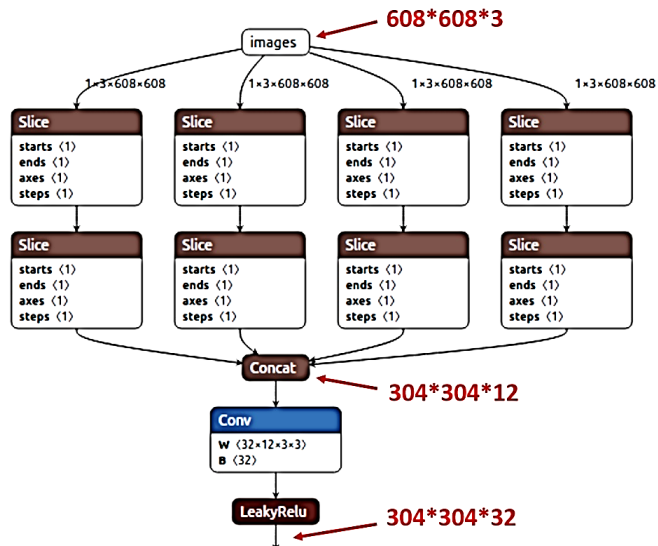 608*608*3
images
1×3×608×608 1×3×608×608 1×3×608×608 1×3×608×608
Slice Slice Slice Slice
starts ⟨1⟩ starts ⟨1⟩ starts ⟨1⟩ starts ⟨1⟩
ends ⟨1⟩ ends ⟨1⟩ ends ⟨1⟩ ends ⟨1⟩
axes ⟨1⟩ axes ⟨1⟩ axes ⟨1⟩ axes ⟨1⟩
steps ⟨1⟩ steps ⟨1⟩ steps ⟨1⟩ steps ⟨1⟩
Slice Slice Slice Slice
starts ⟨1⟩ starts ⟨1⟩ starts ⟨1⟩ starts ⟨1⟩
ends ⟨1⟩ ends ⟨1⟩ ends ⟨1⟩ ends ⟨1⟩
axes ⟨1⟩ axes ⟨1⟩ axes ⟨1⟩ axes ⟨1⟩
steps ⟨1⟩ steps ⟨1⟩ steps ⟨1⟩ steps ⟨1⟩
Concat
304*304*12
Conv
W ⟨32×12×3×3⟩
B ⟨32⟩
LeakyRelu
304*304*32